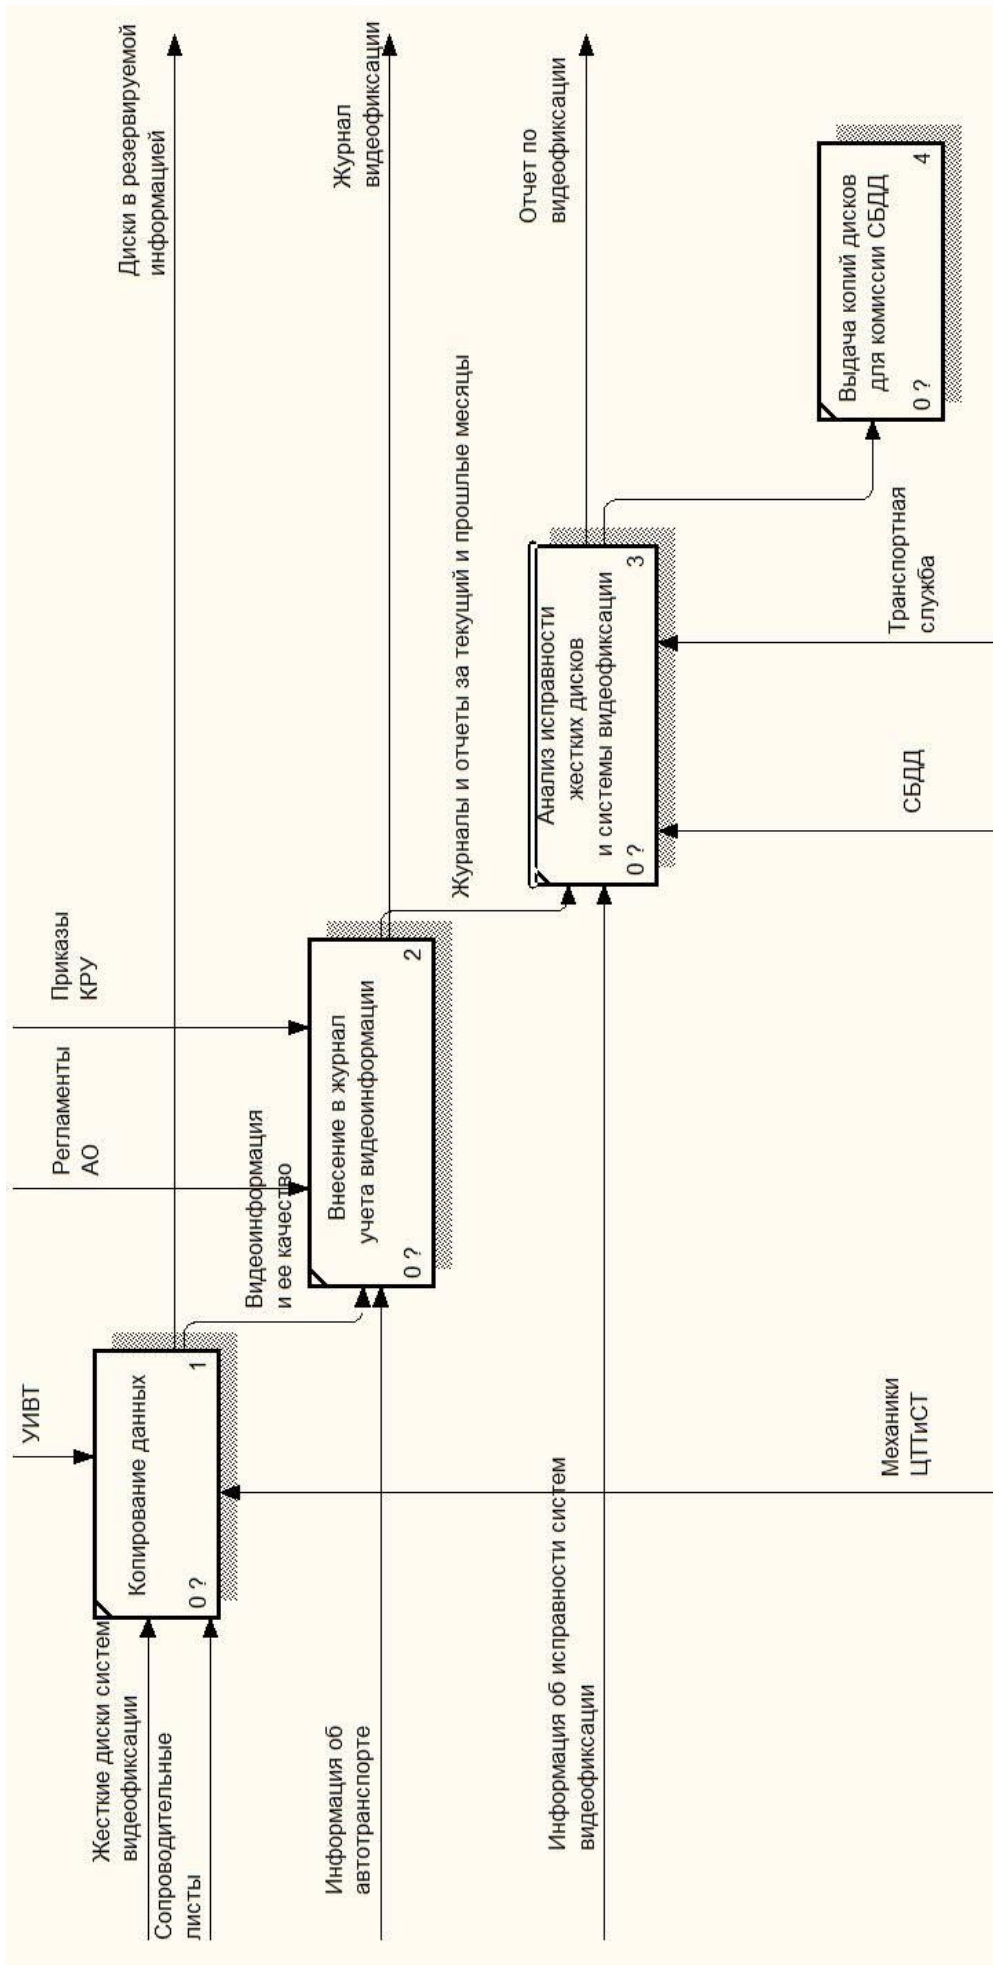 УИВТ
Регламенты
АО
Приказы
КРУ
Диски в резервируемой
информацией
Жесткие диски систем
видеофиксации
Сопроводительные
листы
Копирование данных
0 ?
1
Видеоинформация
и ее качество
Журнал
видеофиксации
Информация об
автотранспорте
Внесение в журнал
учета видеоинформации
0 ?
2
Журналы и отчеты за текущий и прошлые месяцы
Отчет по
видеофиксации
Информация об исправности систем
видеофиксации
Анализ исправности
жестких дисков
и системы видеофиксации
0 ?
3
Выдача копий дисков
для комиссии СБДД
0 ?
4
Механики
ЦТТиСТ
СБДД
Транспортная
служба